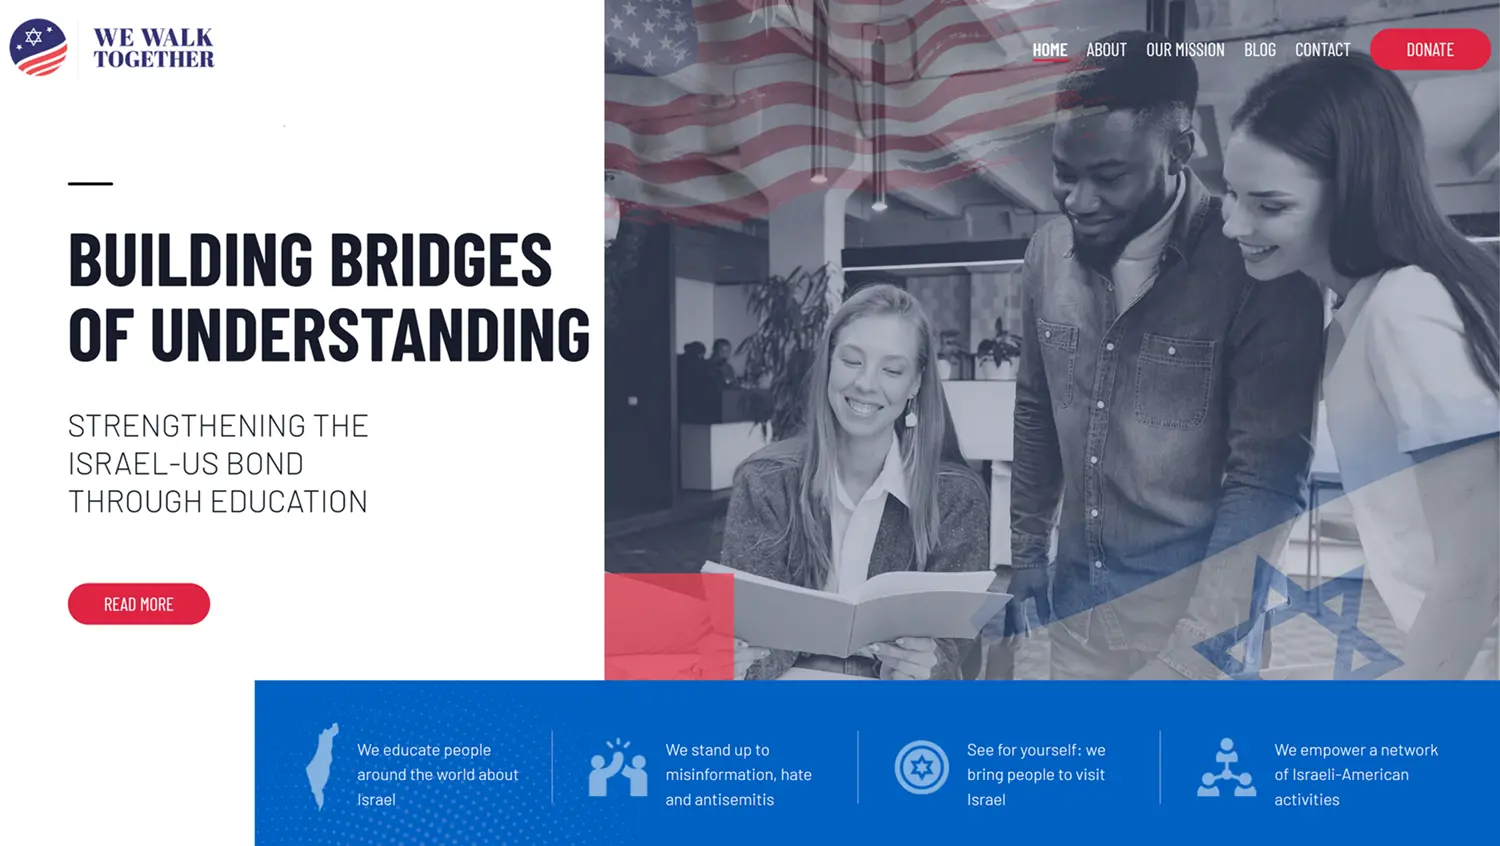 WE WALK
TOGETHER
HOME ABOUT OUR MISSION BLOG CONTACT DONATE
BUILDING BRIDGES
OF UNDERSTANDING
STRENGTHENING THE
ISRAEL-US BOND
THROUGH EDUCATION
READ MORE
We educate people
around the world about
Israel
We stand up to
misinformation, hate
and antisemitis
See for yourself: we
bring people to visit
Israel
We empower a network
of Israeli-American
activities